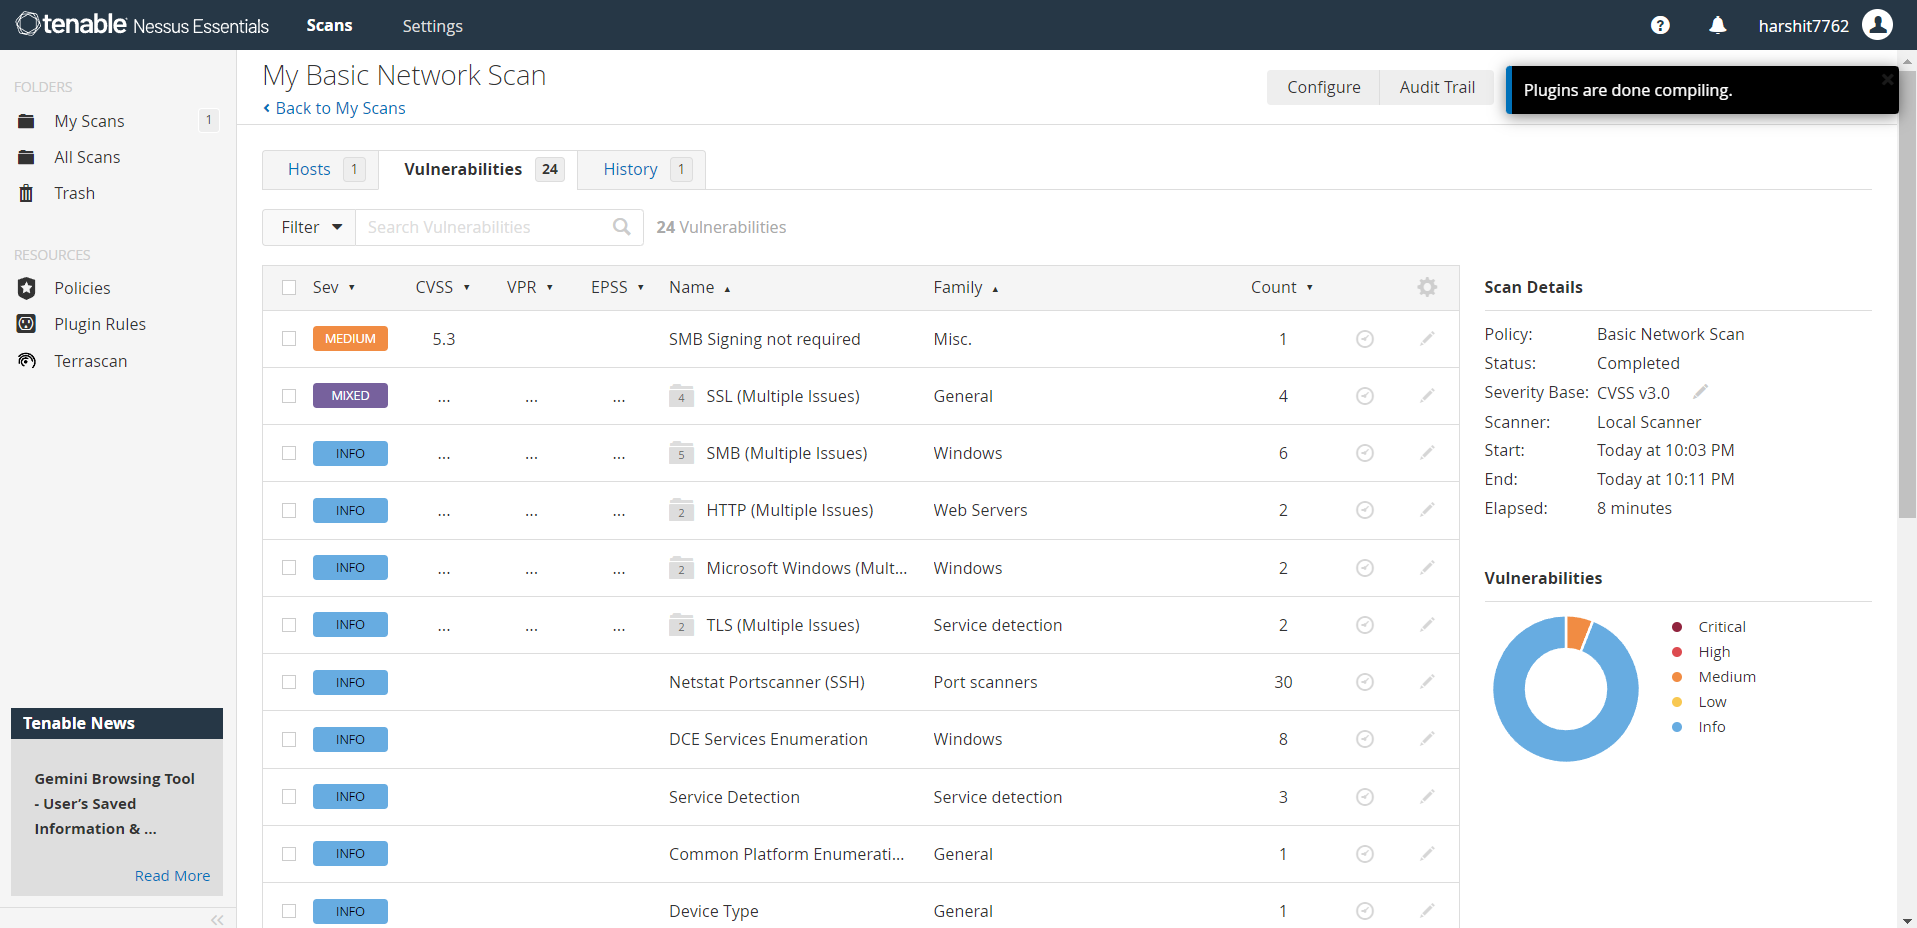 tenable Nessus Essentials Scans Settings ? harshit7762
FOLDERS
My Scans 1
All Scans
Trash
RESOURCES
Policies
Plugin Rules
Terrascan
Tenable News
Gemini Browsing Tool
- User’s Saved
Information & ...
Read More
My Basic Network Scan
Back to My Scans
Configure Audit Trail
Plugins are done compiling.
Hosts 1 Vulnerabilities 24 History 1
Filter Search Vulnerabilities 24 Vulnerabilities
Sev CVSS VPR EPSS Name Family Count
MEDIUM 5.3 SMB Signing not required Misc. 1
MIXED ... ... ... 4 SSL (Multiple Issues) General 4
INFO ... ... ... 5 SMB (Multiple Issues) Windows 6
INFO ... ... ... 2 HTTP (Multiple Issues) Web Servers 2
INFO ... ... ... 2 Microsoft Windows (Mult... Windows 2
INFO ... ... ... 2 TLS (Multiple Issues) Service detection 2
INFO Netstat Portscanner (SSH) Port scanners 30
INFO DCE Services Enumeration Windows 8
INFO Service Detection Service detection 3
INFO Common Platform Enumerati... General 1
INFO Device Type General 1
Scan Details
Policy: Basic Network Scan
Status: Completed
Severity Base: CVSS v3.0
Scanner: Local Scanner
Start: Today at 10:03 PM
End: Today at 10:11 PM
Elapsed: 8 minutes
Vulnerabilities
Critical
High
Medium
Low
Info